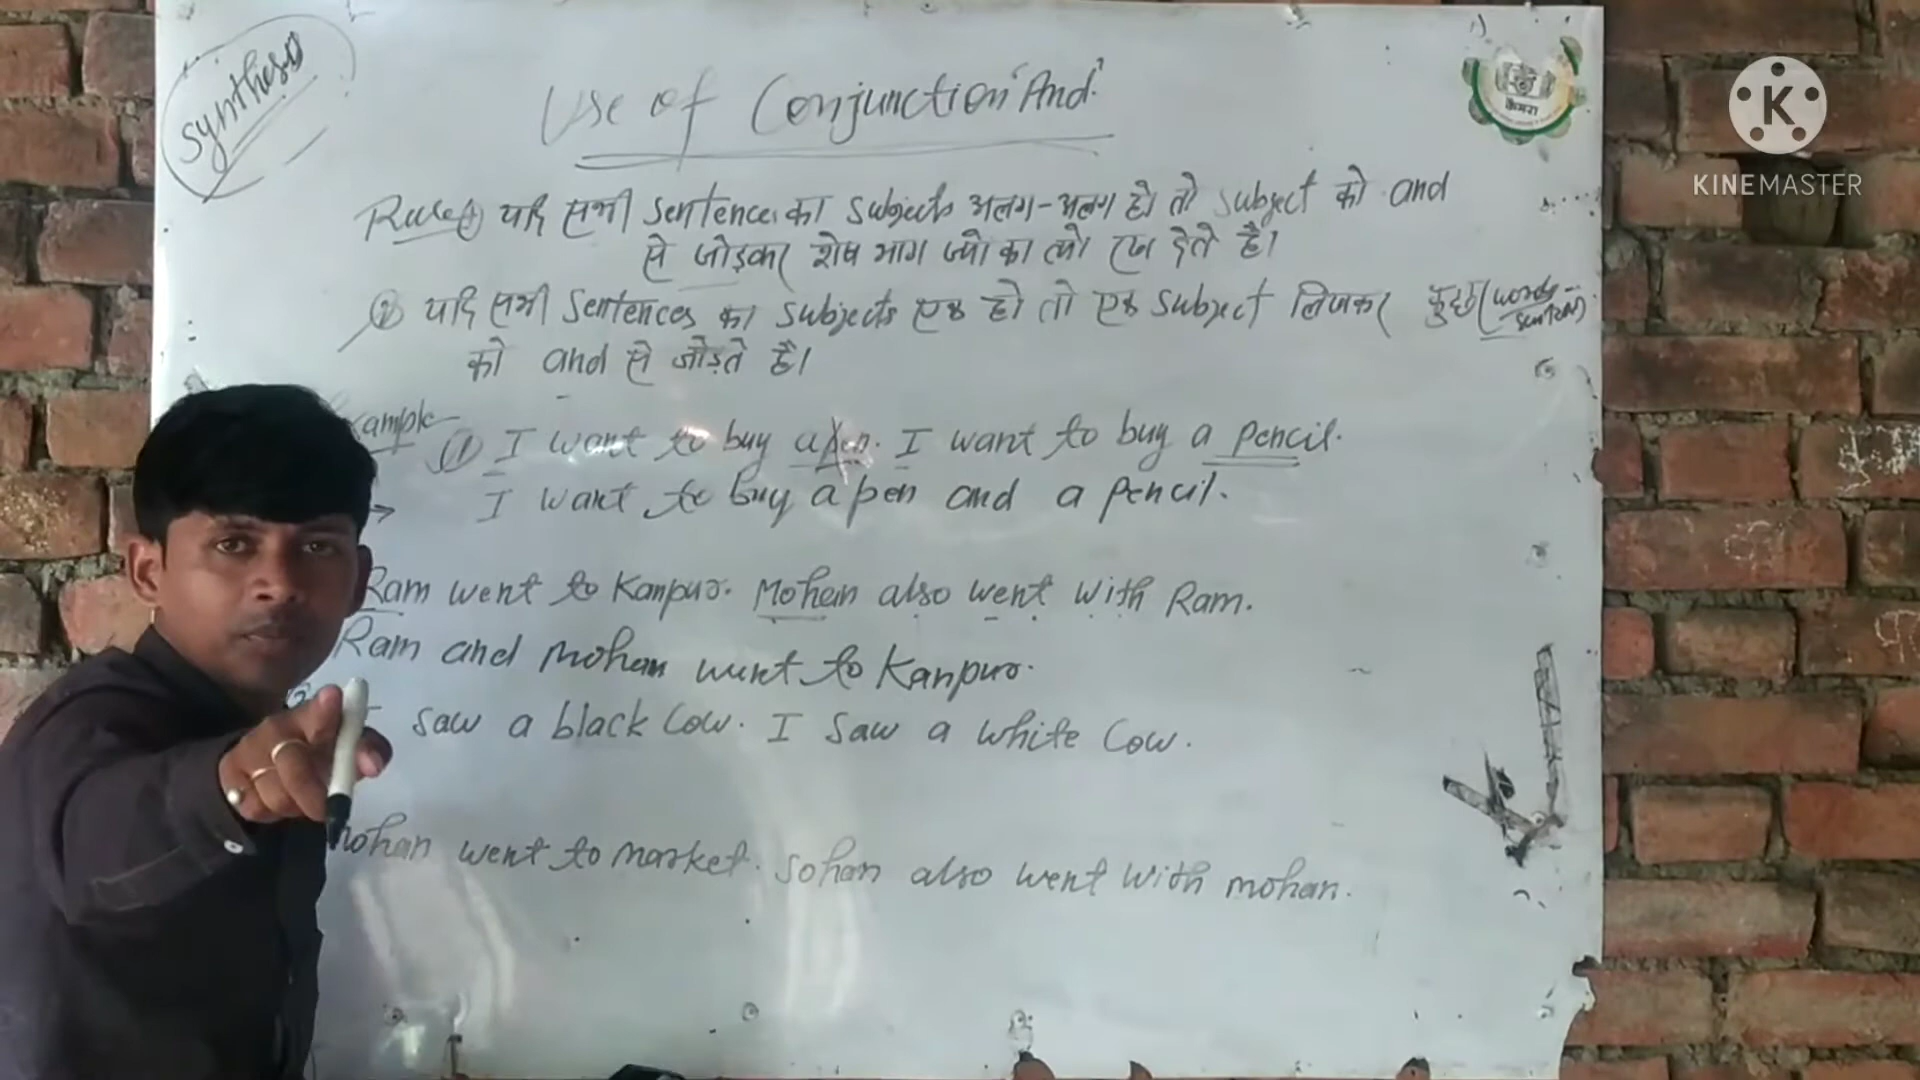 Synthesis
Use of Conjunction 'And'
केमरा
KINEMASTER
Rule① यदि सभी Sentences का Subjects अलग-अलग हो तो Subject को and
से जोड़कर शेष भाग ज्यो का त्यो रख देते है।
② यदि सभी Sentences का Subjects एक हो तो एक Subject लिखकर कुछ (words
sentences)
को and से जोड़ते है।
Example
① I want to buy a pen. I want to buy a pencil.
→ I want to buy a pen and a pencil.
Ram went to Kanpur. Mohan also went with Ram.
Ram and Mohan went to Kanpur.
saw a black cow. I saw a white cow.
Mohan went to market. Sohan also went with mohan.